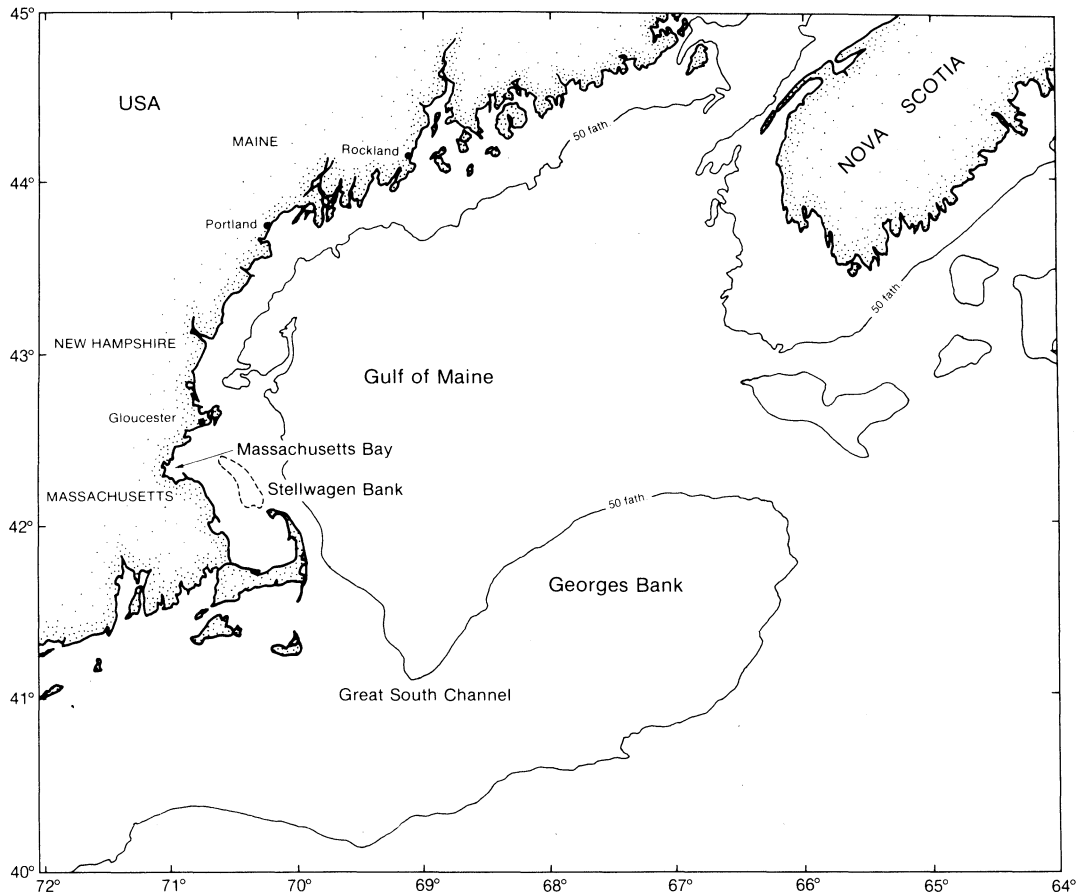 45°
USA
NOVA SCOTIA
MAINE
50 fath
Rockland
44°
Portland
50 fath
NEW HAMPSHIRE
43°
Gulf of Maine
Gloucester
Massachusetts Bay
Stellwagen Bank
MASSACHUSETTS
50 fath
42°
Georges Bank
41°
Great South Channel
40°
72°
71°
70°
69°
68°
67°
66°
65°
64°